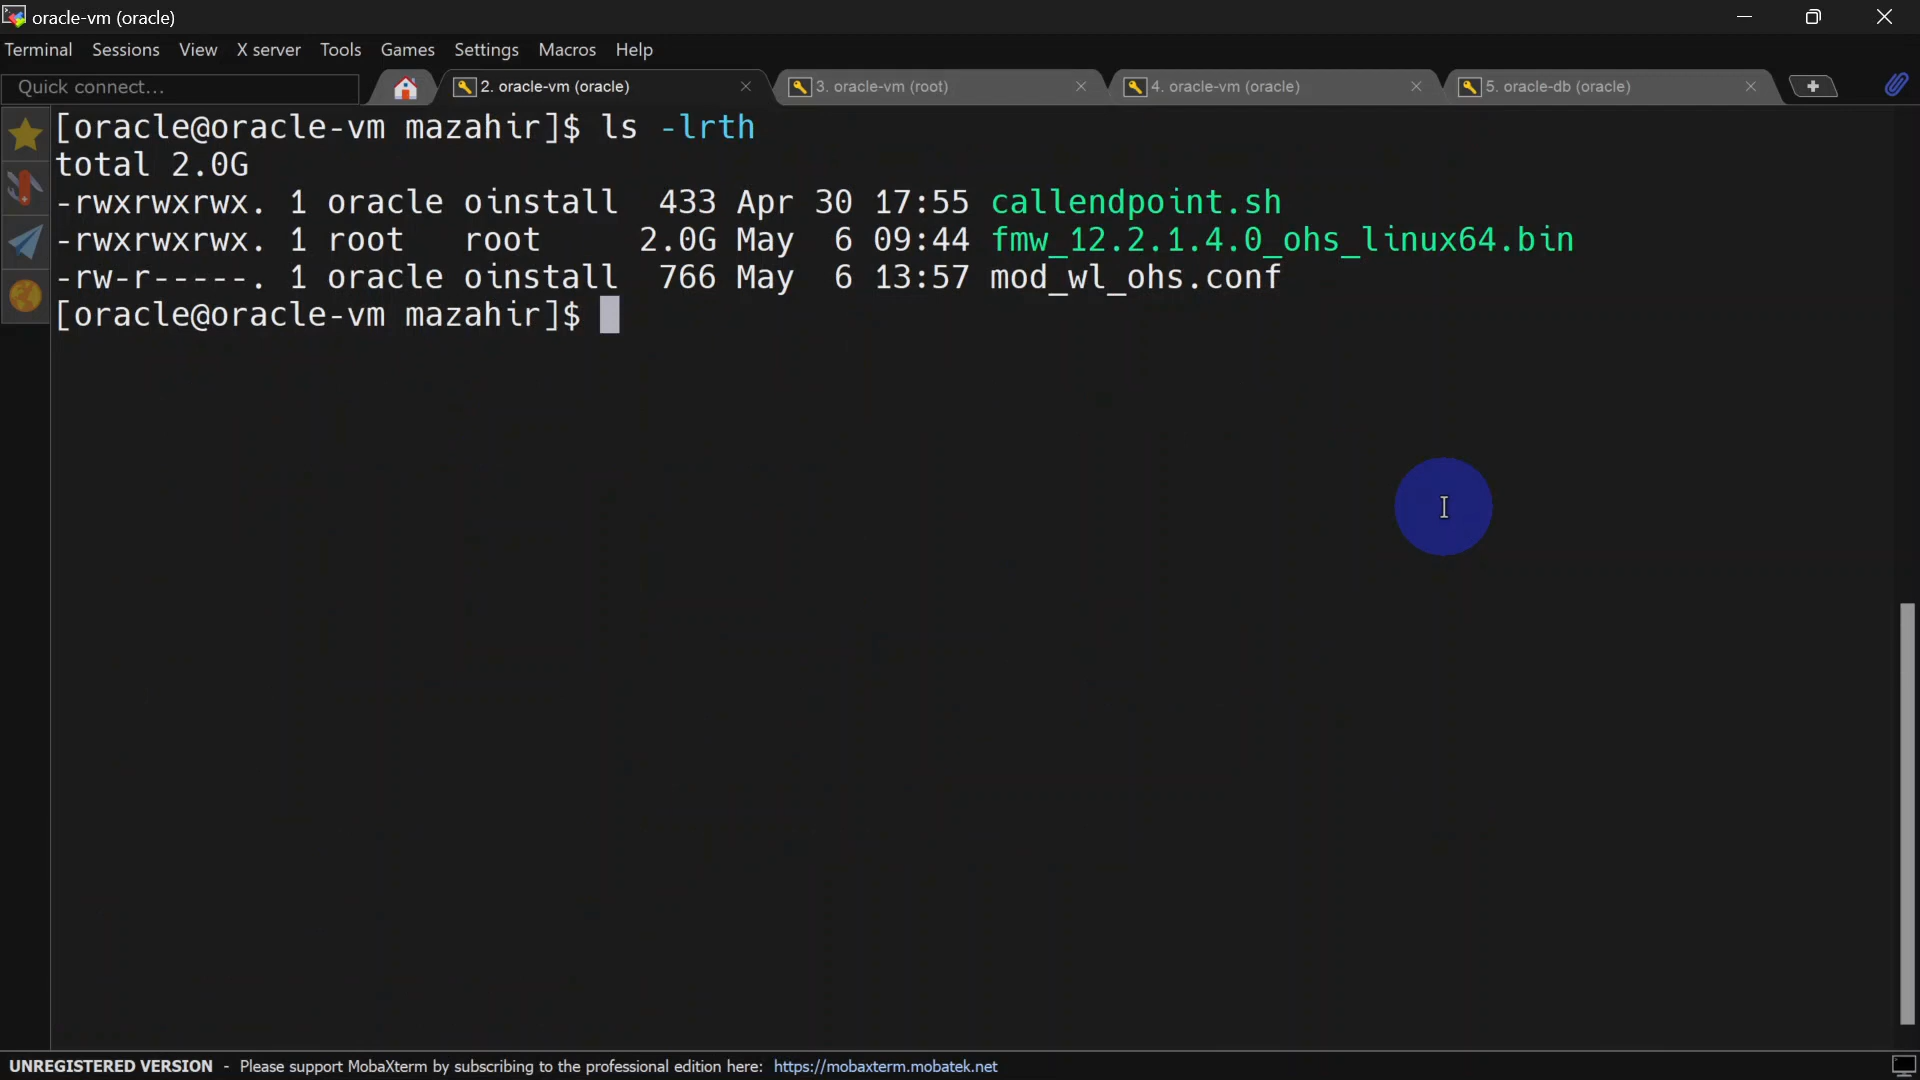 oracle-vm (oracle)
Terminal Sessions View X server Tools Games Settings Macros Help
Quick connect... 2. oracle-vm (oracle) 3. oracle-vm (root) 4. oracle-vm (oracle) 5. oracle-db (oracle)
[oracle@oracle-vm mazahir]$ ls -lrth
total 2.0G
-rwxrwxrwx. 1 oracle oinstall  433 Apr 30 17:55 callendpoint.sh
-rwxrwxrwx. 1 root   root     2.0G May  6 09:44 fmw_12.2.1.4.0_ohs_linux64.bin
-rw-r-----. 1 oracle oinstall  766 May  6 13:57 mod_wl_ohs.conf
[oracle@oracle-vm mazahir]$
UNREGISTERED VERSION - Please support MobaXterm by subscribing to the professional edition here: https://mobaxterm.mobatek.net